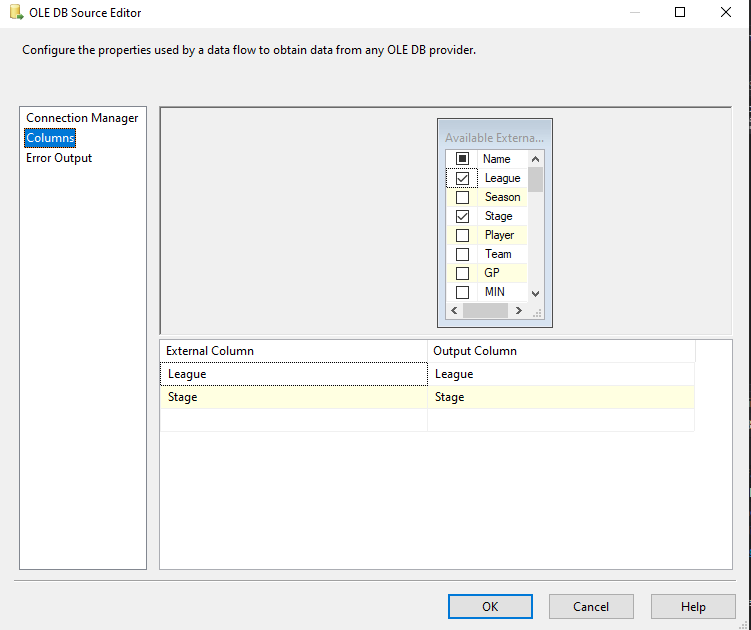 OLE DB Source Editor
Configure the properties used by a data flow to obtain data from any OLE DB provider.
Connection Manager
Columns
Error Output
Available Externa...
Name
League
Season
Stage
Player
Team
GP
MIN
External Column Output Column
League League
Stage Stage
OK Cancel Help